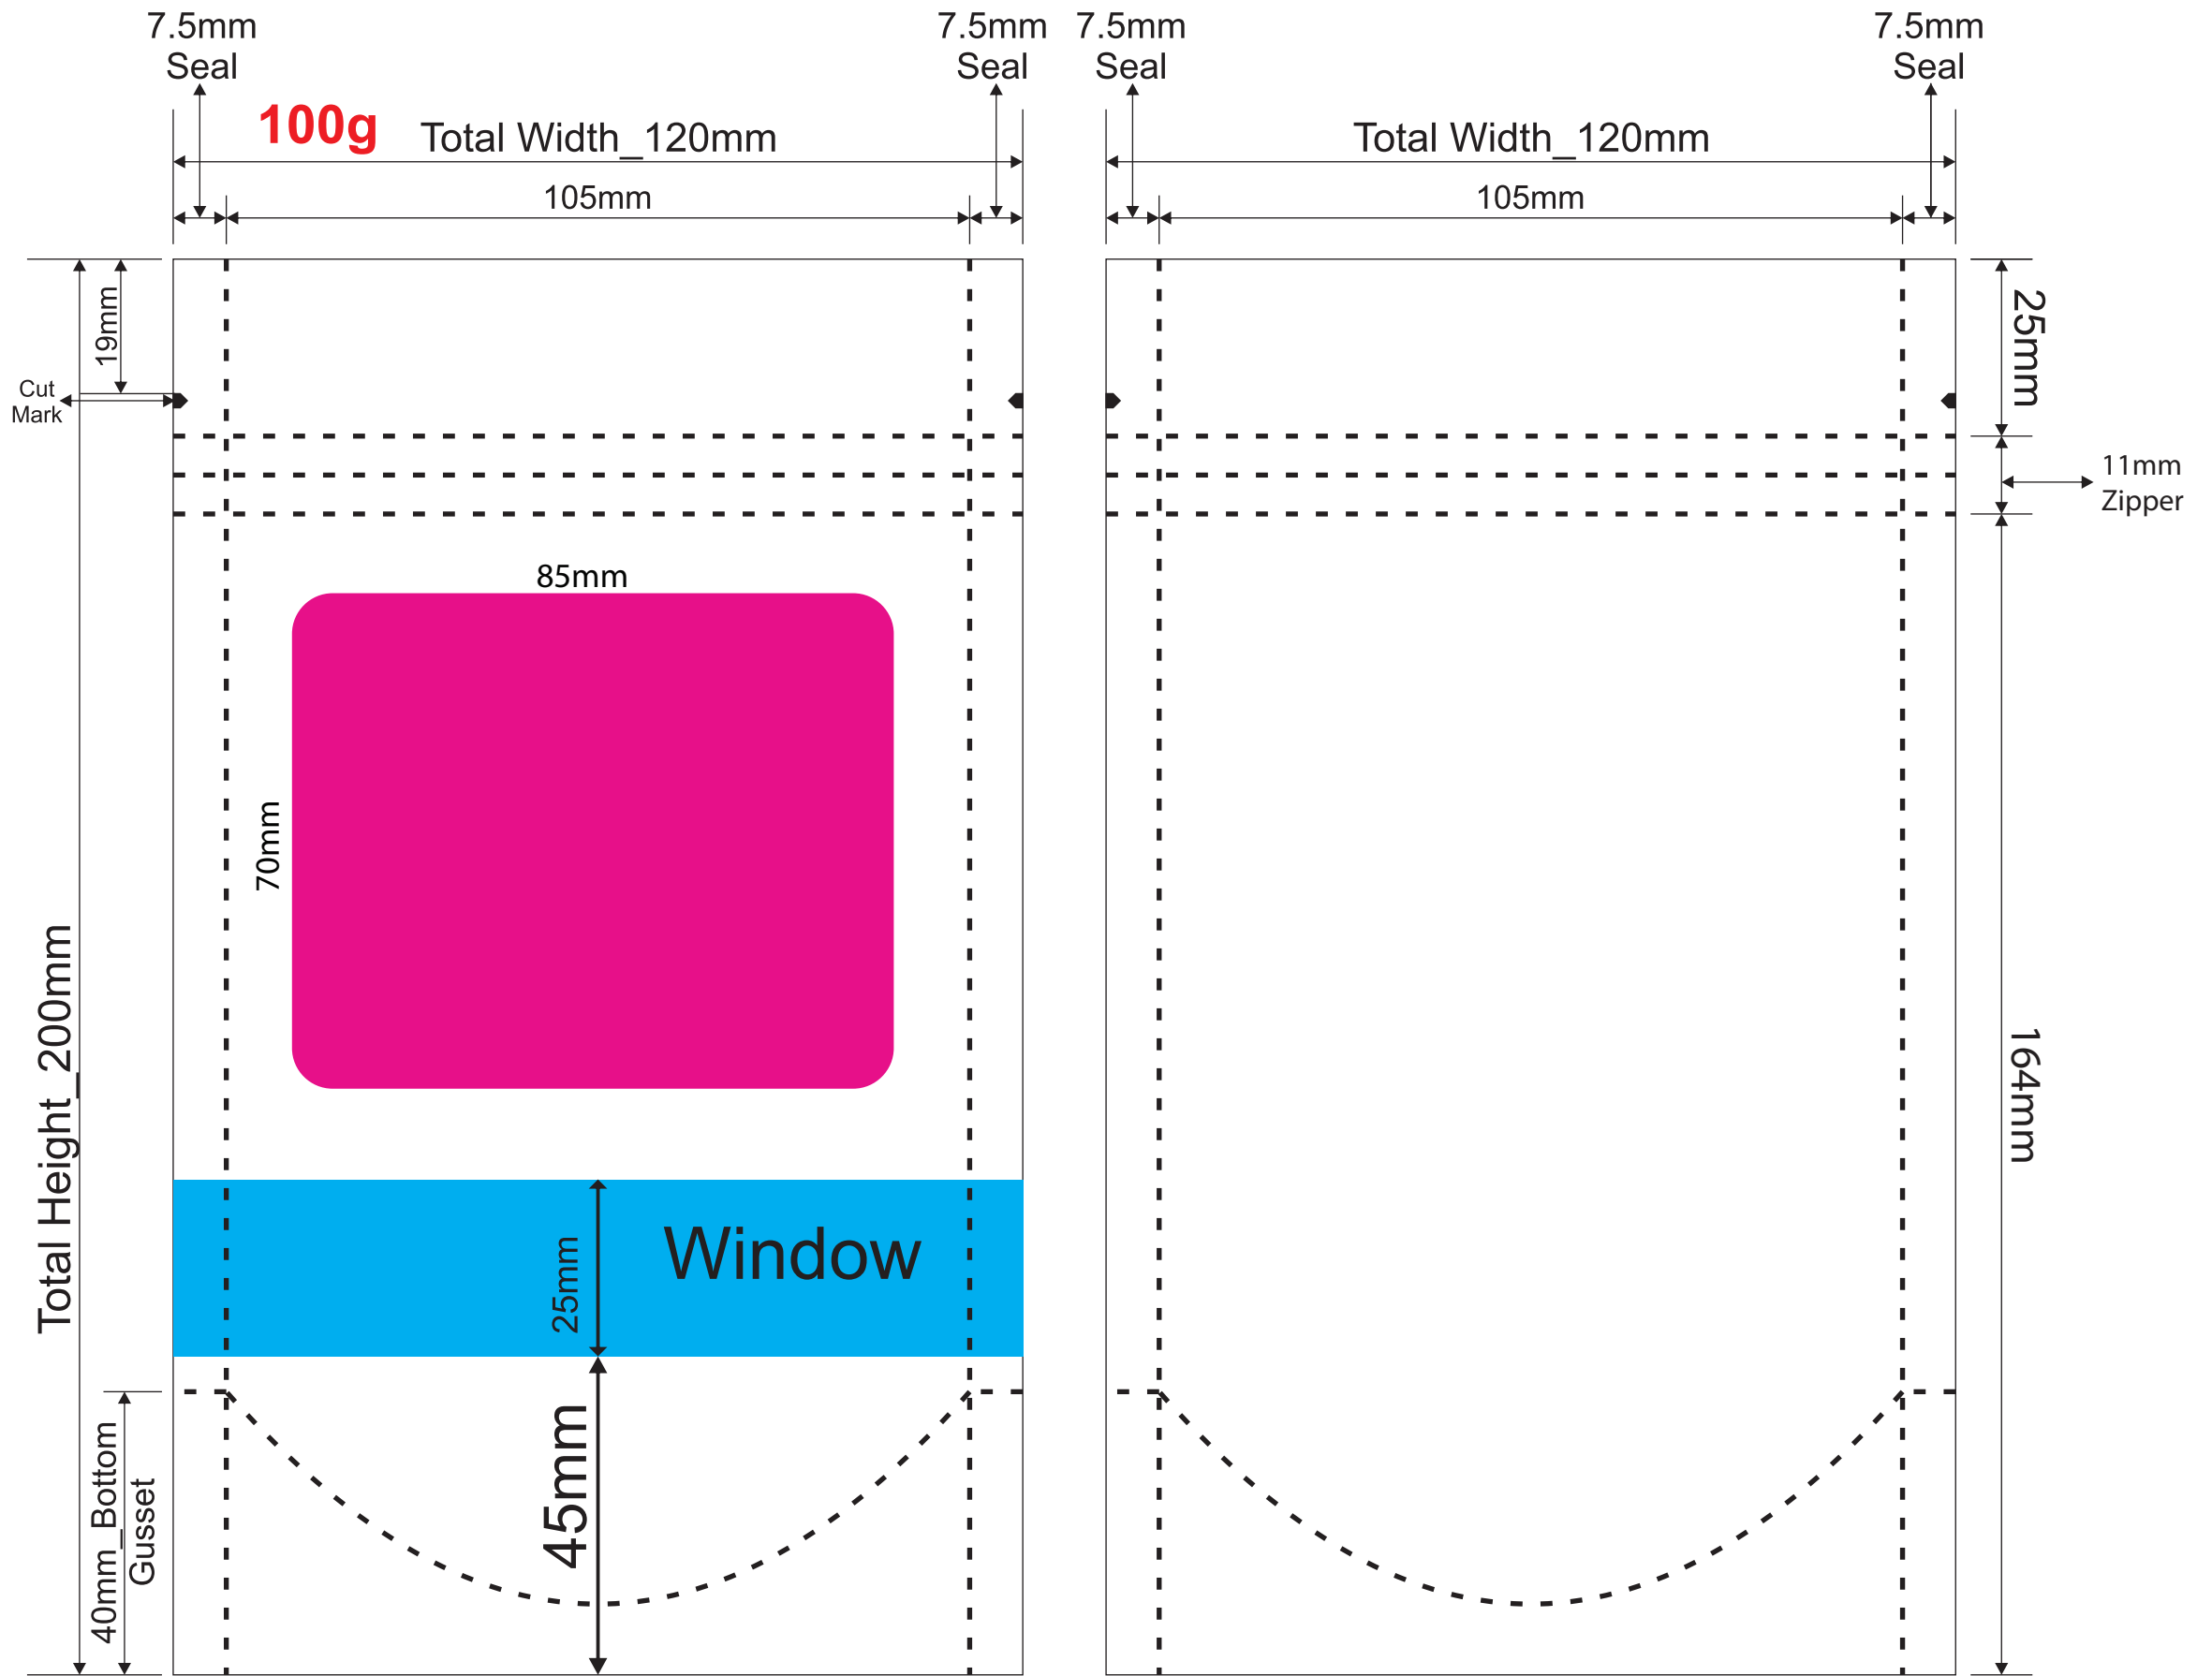 7.5mm
Seal
7.5mm
Seal
7.5mm
Seal
7.5mm
Seal
100g
Total Width_120mm
Total Width_120mm
105mm
105mm
19mm
25mm
Cut
Mark
11mm
Zipper
85mm
70mm
Total Height_200mm
164mm
Window
25mm
45mm
40mm_Bottom
Gusset